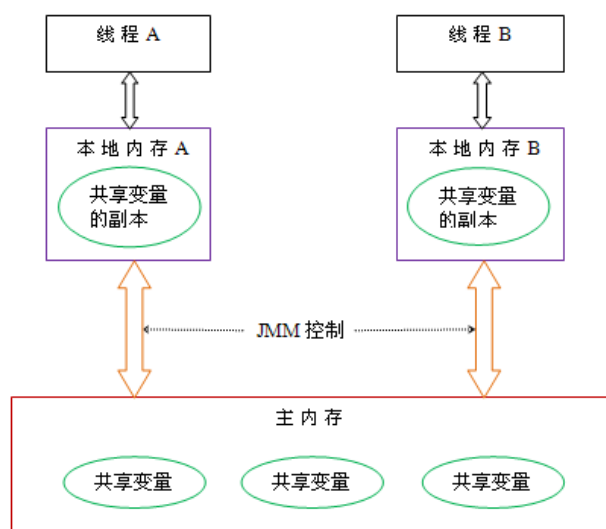 线程 A
线程 B
本地内存 A
本地内存 B
共享变量
的副本
共享变量
的副本
JMM 控制
主内存
共享变量
共享变量
共享变量